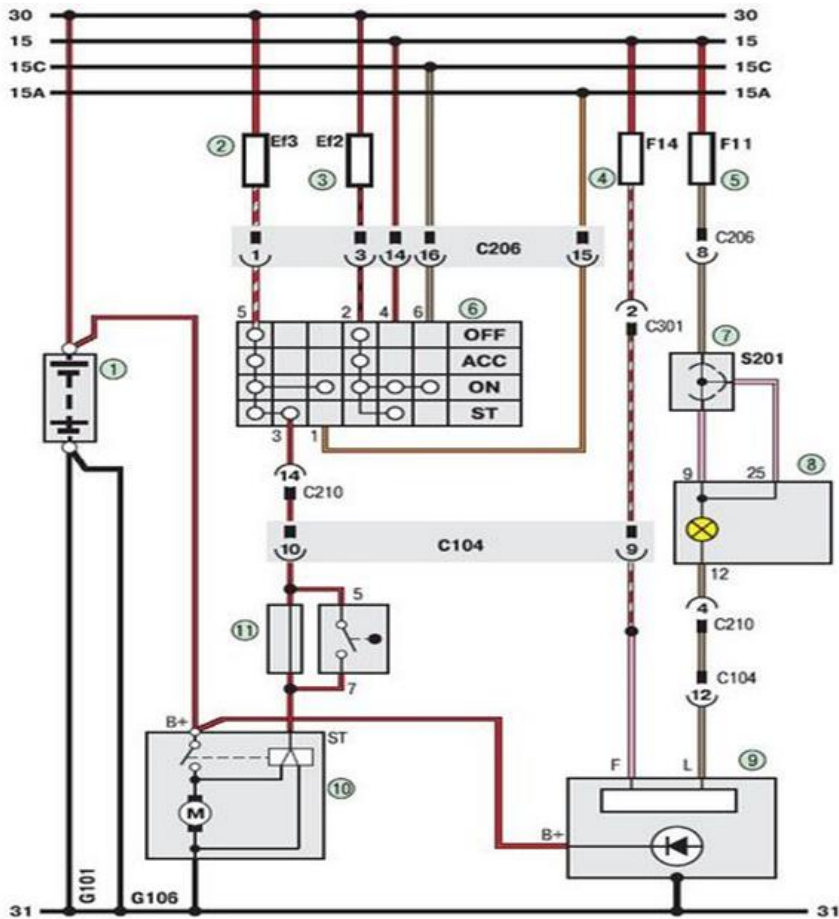 30 30
15 15
15C 15C
15A 15A
2 Ef3 Ef2 3 4 F14 F11 5
C206
8
1 3 14 16 C206 15
2
C301
5 2 4 6 6
7 S201
OFF
ACC
ON
ST
1
3 1
9 25 8
14
C210
10 C104 9
12
4
C210
11 5
7
C104
12
B+ ST
10
M
F L 9
B+
G101
G106
31 31